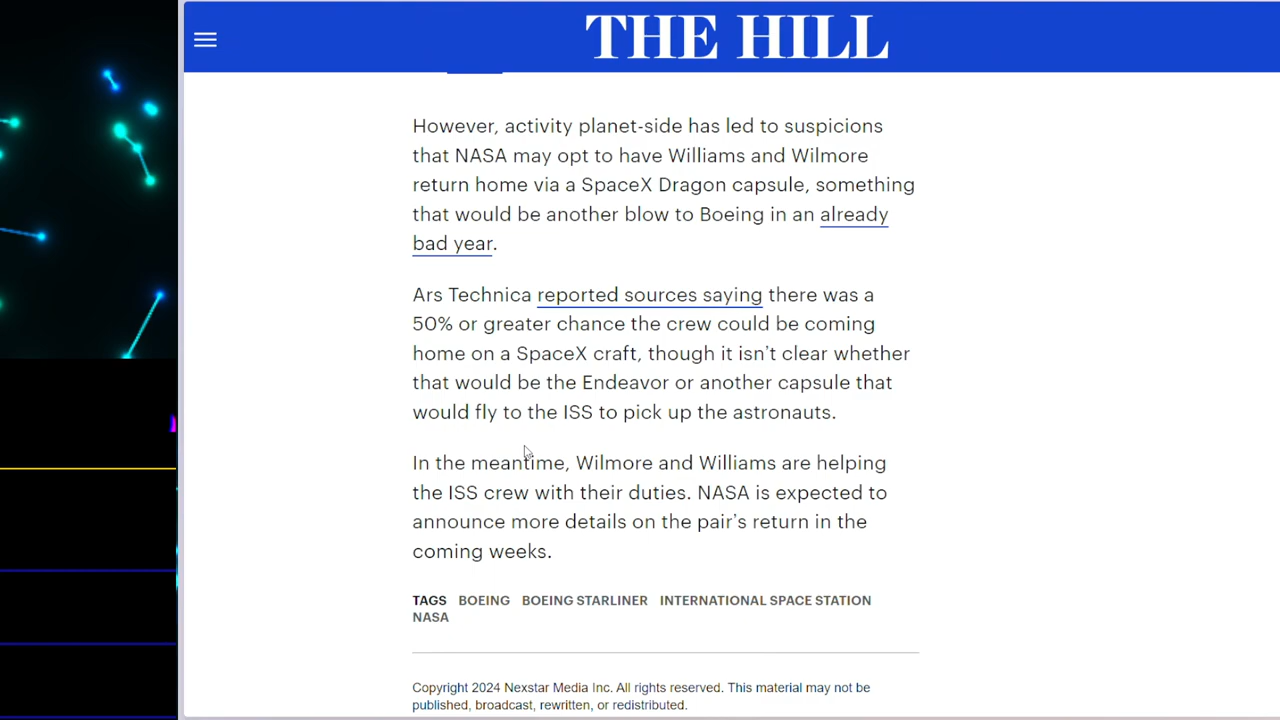 THE HILL
However, activity planet-side has led to suspicions
that NASA may opt to have Williams and Wilmore
return home via a SpaceX Dragon capsule, something
that would be another blow to Boeing in an already
bad year.
Ars Technica reported sources saying there was a
50% or greater chance the crew could be coming
home on a SpaceX craft, though it isn't clear whether
that would be the Endeavor or another capsule that
would fly to the ISS to pick up the astronauts.
In the meantime, Wilmore and Williams are helping
the ISS crew with their duties. NASA is expected to
announce more details on the pair's return in the
coming weeks.
TAGS BOEING BOEING STARLINER INTERNATIONAL SPACE STATION
NASA
Copyright 2024 Nexstar Media Inc. All rights reserved. This material may not be
published, broadcast, rewritten, or redistributed.